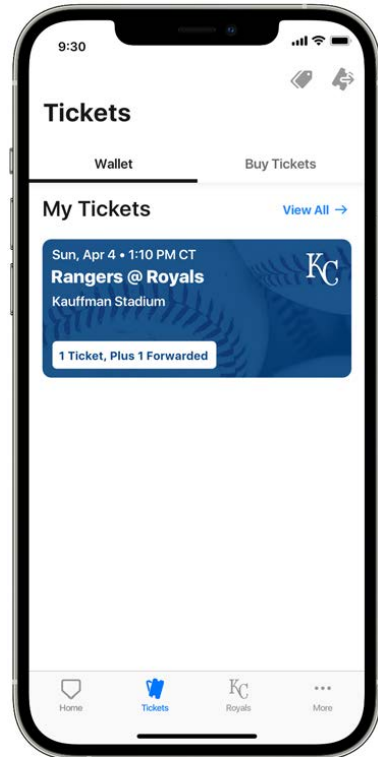 9:30
Tickets
Wallet
Buy Tickets
My Tickets
View All →
Sun, Apr 4 • 1:10 PM CT
Rangers @ Royals
KC
Kauffman Stadium
1 Ticket, Plus 1 Forwarded
KC
Home
Tickets
Royals
More